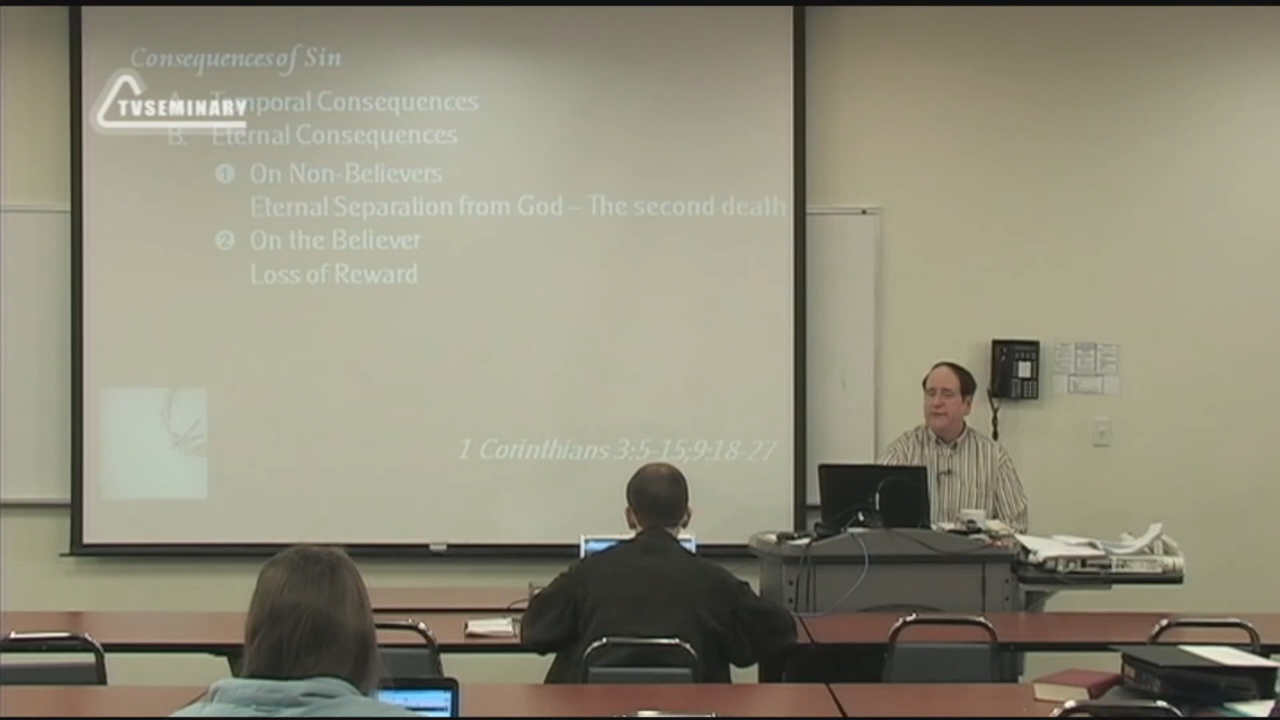 Consequences of Sin
TVSEMINARY
A. Temporal Consequences
B. Eternal Consequences
1 On Non-Believers
Eternal Separation from God – The second death
2 On the Believer
Loss of Reward
1 Corinthians 3:5-15;9:18-27